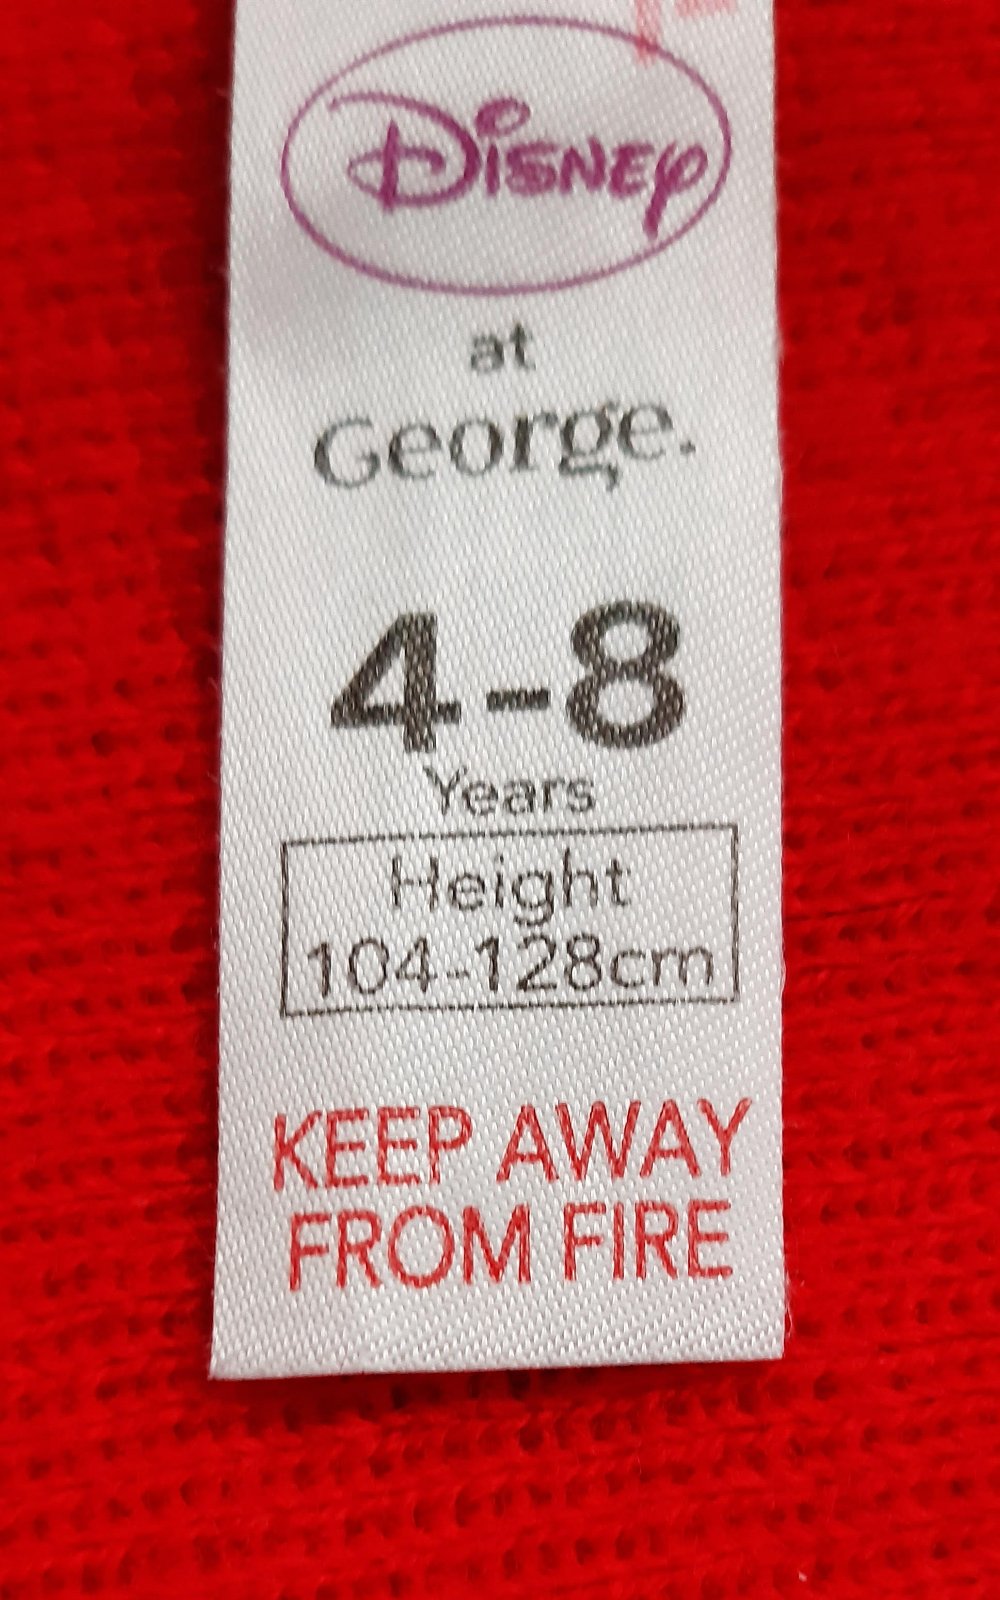 Disney
at
George.
4-8
Years
Height
104-128cm
KEEP AWAY
FROM FIRE